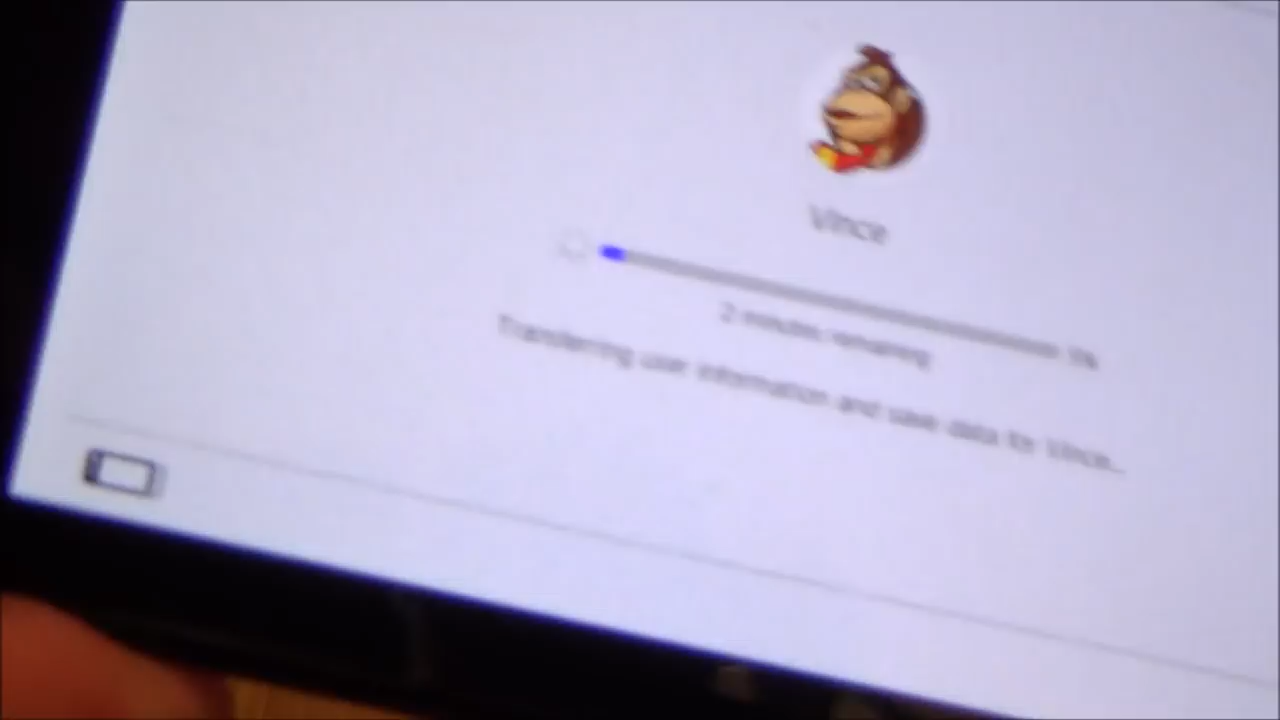 Vince
2 minutes remaining
Transferring user information and save data for Vince...